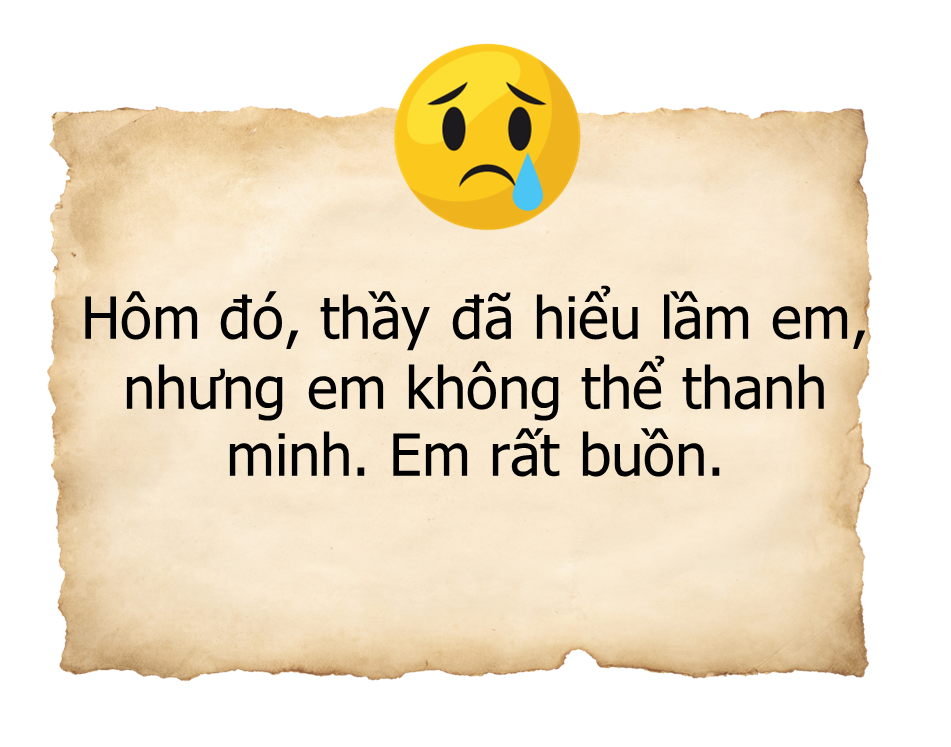 Hôm đó, thầy đã hiểu lầm em,
nhưng em không thể thanh
minh. Em rất buồn.